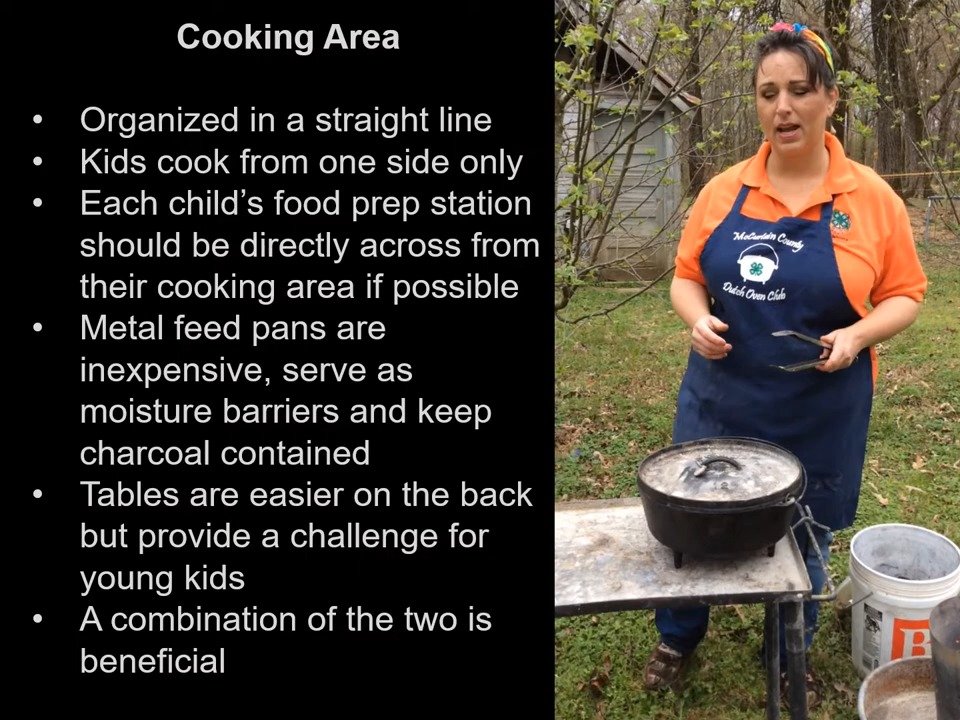 Cooking Area
• Organized in a straight line
• Kids cook from one side only
• Each child’s food prep station
should be directly across from
their cooking area if possible
• Metal feed pans are
inexpensive, serve as
moisture barriers and keep
charcoal contained
• Tables are easier on the back
but provide a challenge for
young kids
• A combination of the two is
beneficial
McCurtain County
Dutch Oven Clubs